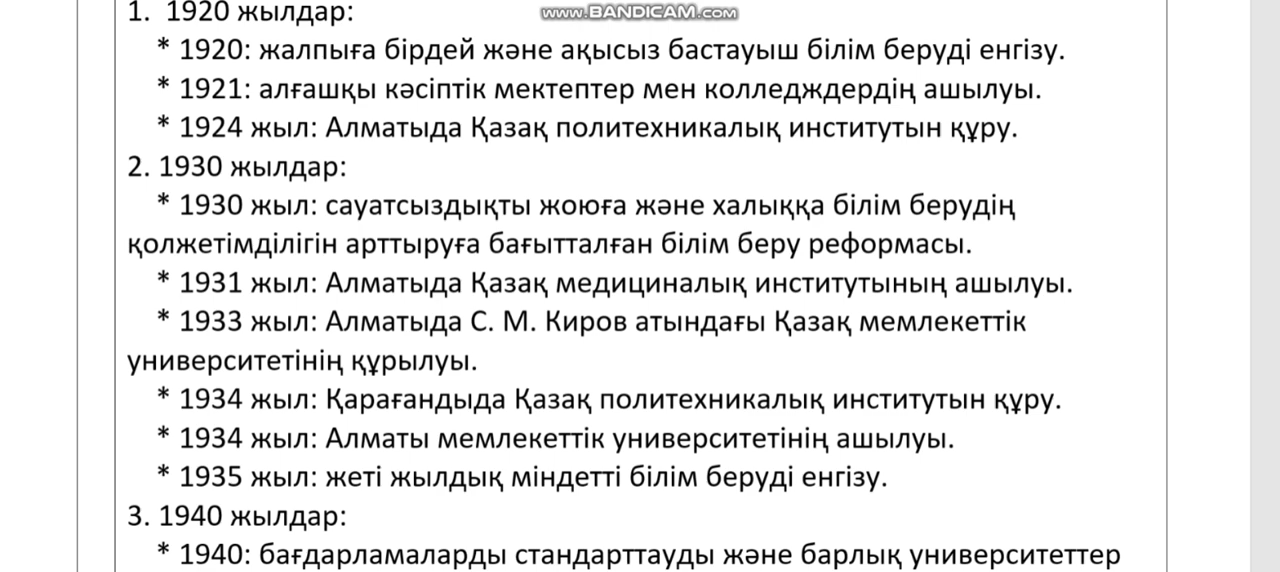 www.BANDICAM.com
1. 1920 жылдар:
* 1920: жалпыға бірдей және ақысыз бастауыш білім беруді енгізу.
* 1921: алғашқы кәсіптік мектептер мен колледждердің ашылуы.
* 1924 жыл: Алматыда Қазақ политехникалық институтын құру.
2. 1930 жылдар:
* 1930 жыл: сауатсыздықты жоюға және халыққа білім берудің
қолжетімділігін арттыруға бағытталған білім беру реформасы.
* 1931 жыл: Алматыда Қазақ медициналық институтының ашылуы.
* 1933 жыл: Алматыда С. М. Киров атындағы Қазақ мемлекеттік
университетінің құрылуы.
* 1934 жыл: Қарағандыда Қазақ политехникалық институтын құру.
* 1934 жыл: Алматы мемлекеттік университетінің ашылуы.
* 1935 жыл: жеті жылдық міндетті білім беруді енгізу.
3. 1940 жылдар:
* 1940: бағдарламаларды стандарттауды және барлық университеттер